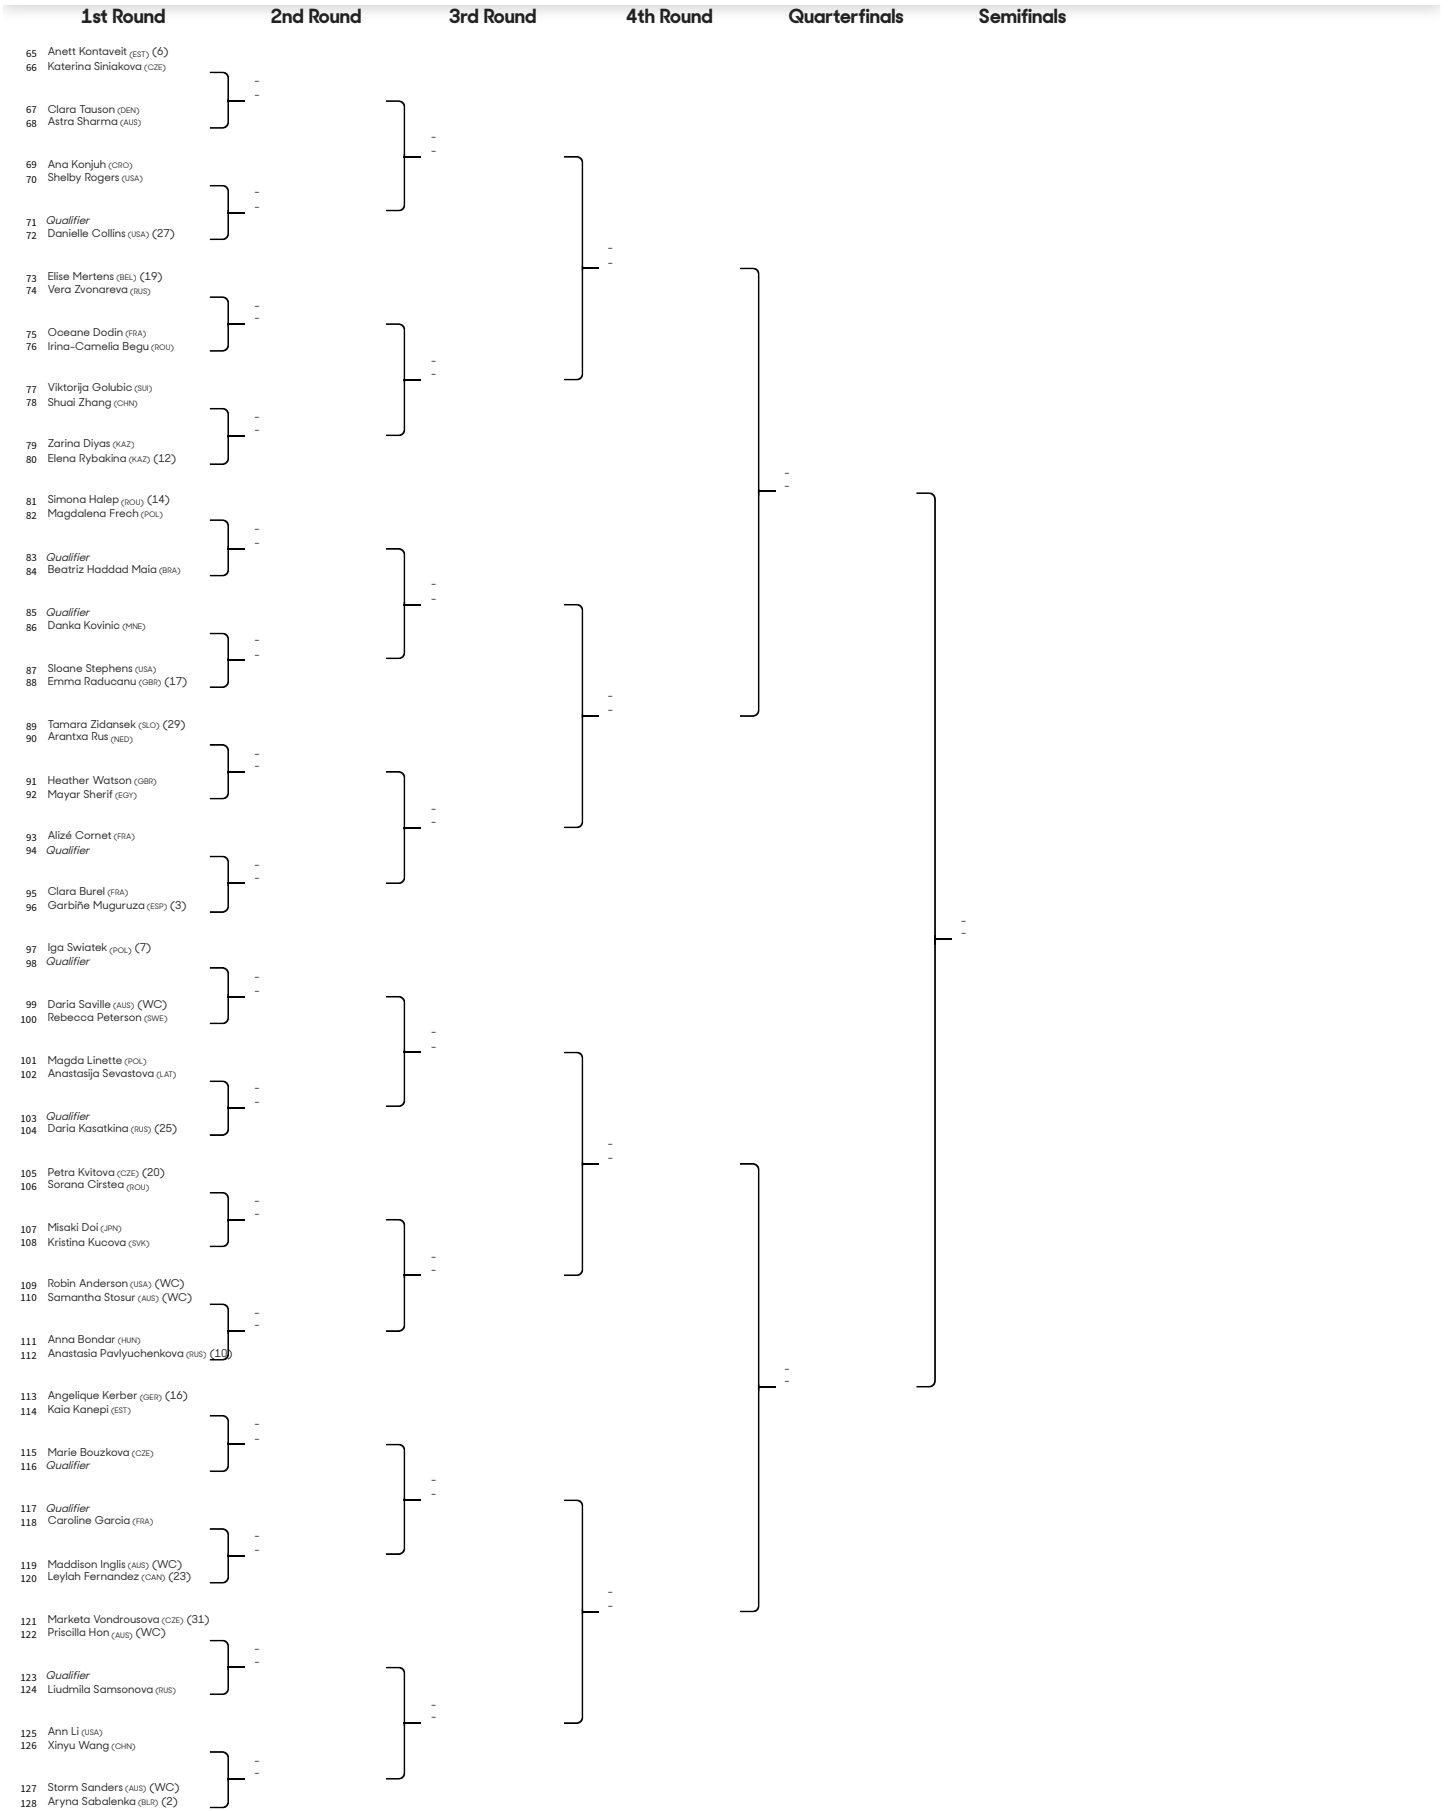 1st Round 2nd Round 3rd Round 4th Round Quarterfinals Semifinals
65 Anett Kontaveit (EST) (6)
66 Katerina Siniakova (CZE)
67 Clara Tauson (DEN)
68 Astra Sharma (AUS)
69 Ana Konjuh (CRO)
70 Shelby Rogers (USA)
71 Qualifier
72 Danielle Collins (USA) (27)
73 Elise Mertens (BEL) (19)
74 Vera Zvonareva (RUS)
75 Oceane Dodin (FRA)
76 Irina-Camelia Begu (ROU)
77 Viktorija Golubic (SUI)
78 Shuai Zhang (CHN)
79 Zarina Diyas (KAZ)
80 Elena Rybakina (KAZ) (12)
81 Simona Halep (ROU) (14)
82 Magdalena Frech (POL)
83 Qualifier
84 Beatriz Haddad Maia (BRA)
85 Qualifier
86 Danka Kovinic (MNE)
87 Sloane Stephens (USA)
88 Emma Raducanu (GBR) (17)
89 Tamara Zidansek (SLO) (29)
90 Arantxa Rus (NED)
91 Heather Watson (GBR)
92 Mayar Sherif (EGY)
93 Alizé Cornet (FRA)
94 Qualifier
95 Clara Burel (FRA)
96 Garbiñe Muguruza (ESP) (3)
97 Iga Swiatek (POL) (7)
98 Qualifier
99 Daria Saville (AUS) (WC)
100 Rebecca Peterson (SWE)
101 Magda Linette (POL)
102 Anastasija Sevastova (LAT)
103 Qualifier
104 Daria Kasatkina (RUS) (25)
105 Petra Kvitova (CZE) (20)
106 Sorana Cirstea (ROU)
107 Misaki Doi (JPN)
108 Kristina Kucova (SVK)
109 Robin Anderson (USA) (WC)
110 Samantha Stosur (AUS) (WC)
111 Anna Bondar (HUN)
112 Anastasia Pavlyuchenkova (RUS) (10)
113 Angelique Kerber (GER) (16)
114 Kaia Kanepi (EST)
115 Marie Bouzkova (CZE)
116 Qualifier
117 Qualifier
118 Caroline Garcia (FRA)
119 Maddison Inglis (AUS) (WC)
120 Leylah Fernandez (CAN) (23)
121 Marketa Vondrousova (CZE) (31)
122 Priscilla Hon (AUS) (WC)
123 Qualifier
124 Liudmila Samsonova (RUS)
125 Ann Li (USA)
126 Xinyu Wang (CHN)
127 Storm Sanders (AUS) (WC)
128 Aryna Sabalenka (BLR) (2)